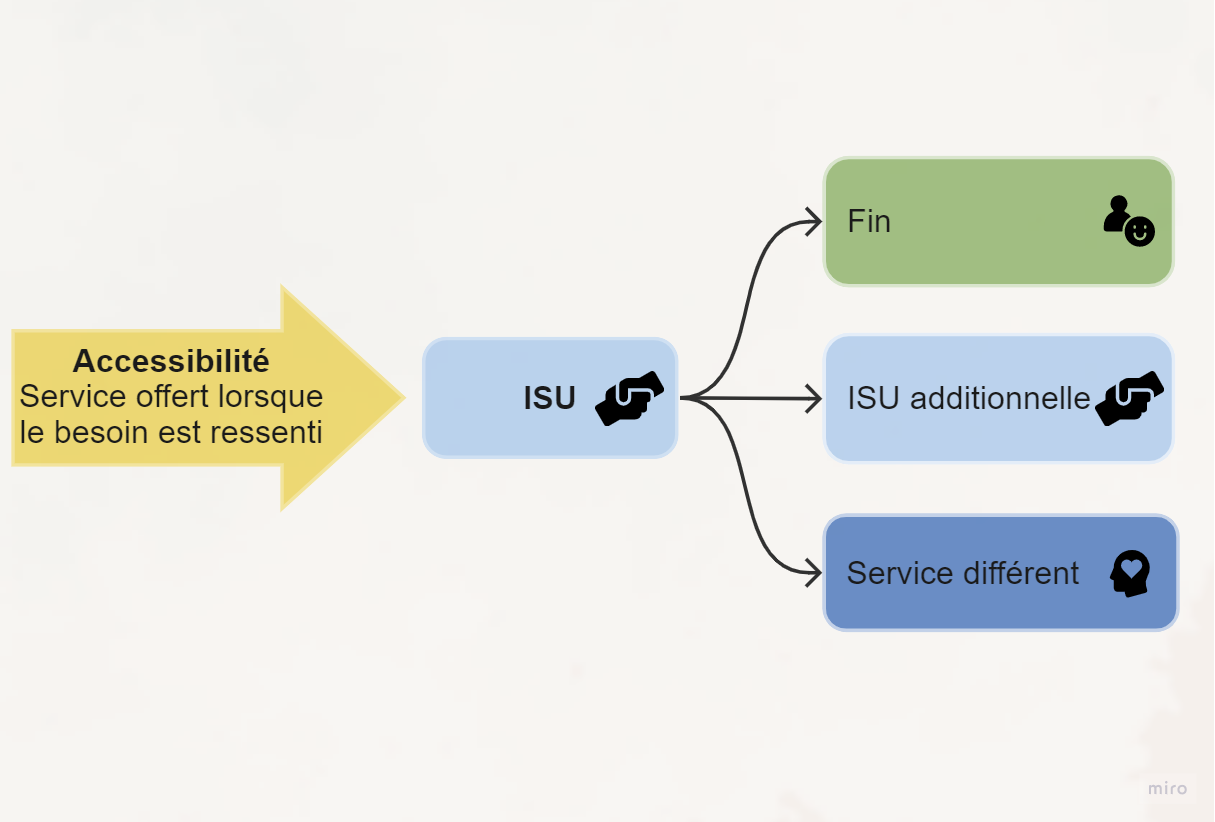 Accessibilité
Service offert lorsque
le besoin est ressenti
ISU
Fin
ISU additionnelle
Service différent
miro